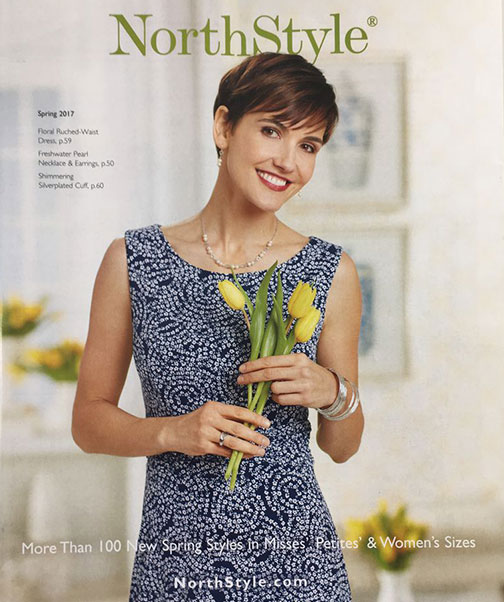 NorthStyle®
Spring 2017
Floral Ruched-Waist
Dress, p.59
Freshwater Pearl
Necklace & Earrings, p.50
Shimmering
Silverplated Cuff, p.60
More Than 100 New Spring Styles in Misses', Petites' & Women's Sizes
NorthStyle.com